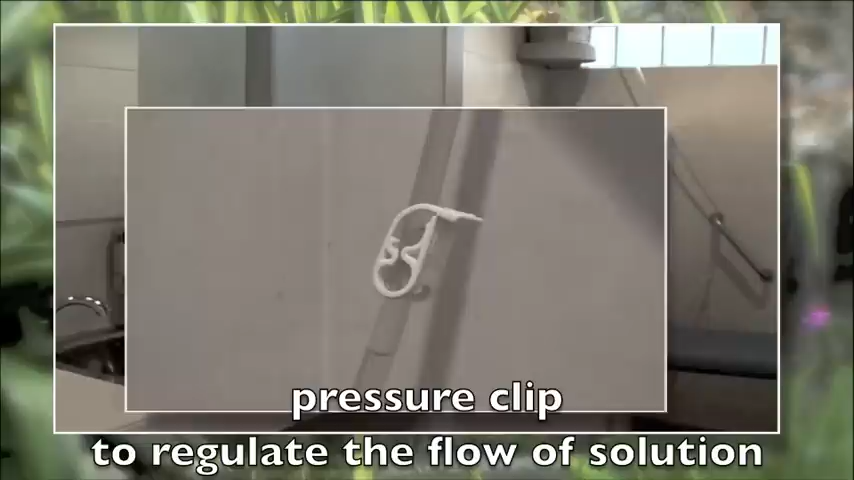 pressure clip
to regulate the flow of solution